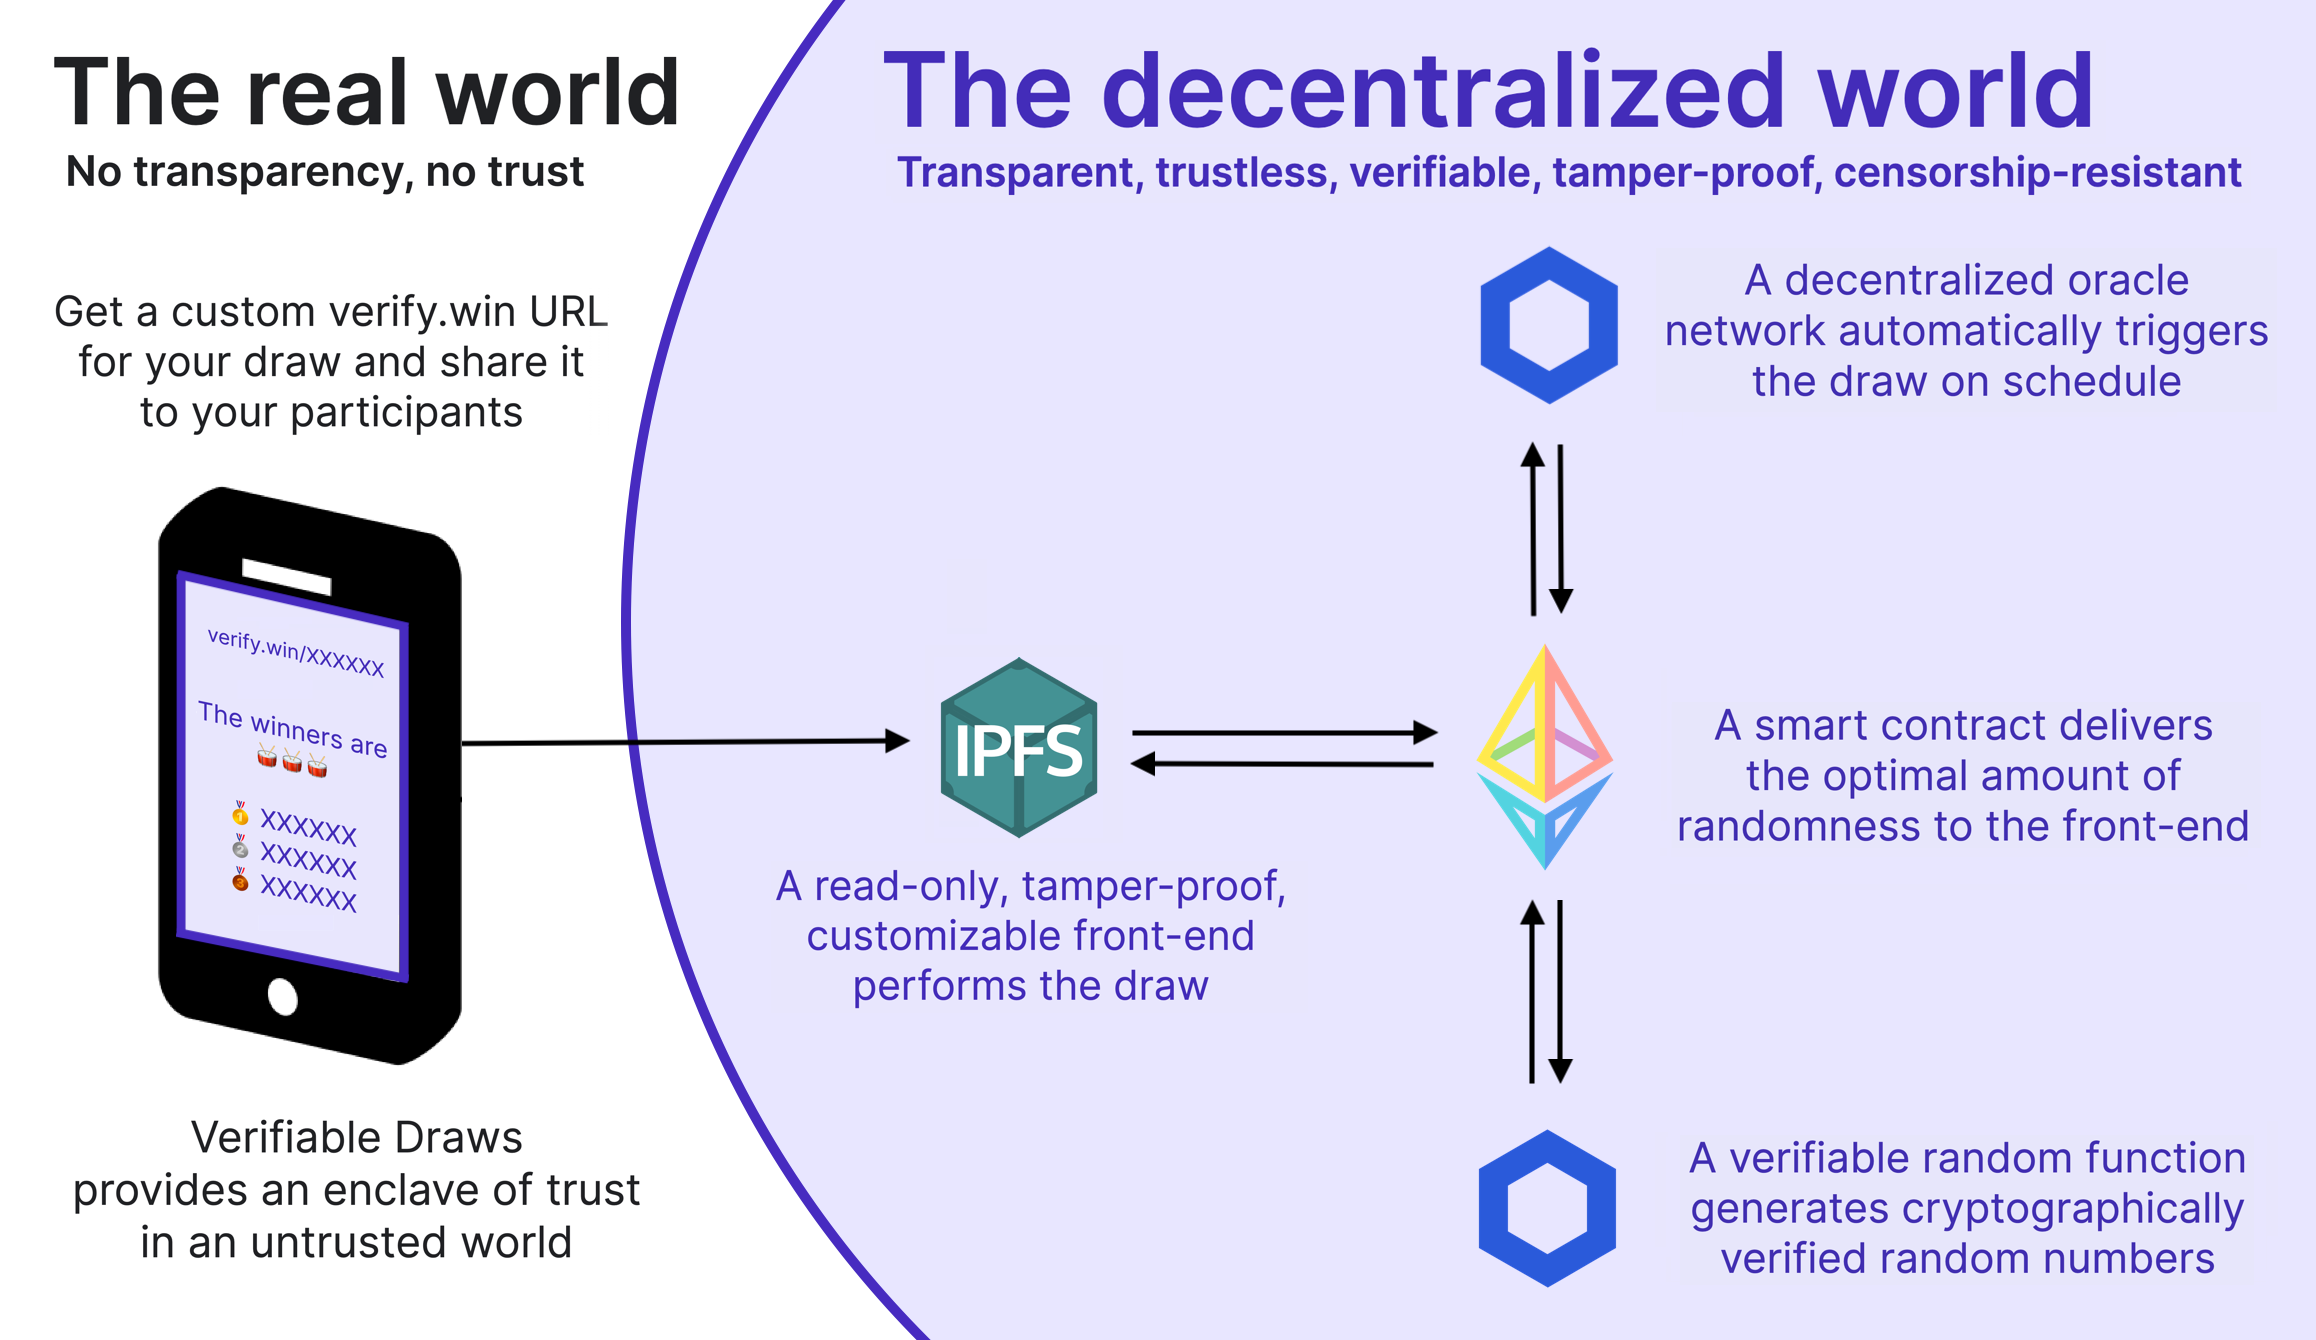 The real world
No transparency, no trust
Get a custom verify.win URL
for your draw and share it
to your participants
verify.win/XXXXXX
The winners are
1 XXXXXX
2 XXXXXX
3 XXXXXX
Verifiable Draws
provides an enclave of trust
in an untrusted world
The decentralized world
Transparent, trustless, verifiable, tamper-proof, censorship-resistant
A decentralized oracle
network automatically triggers
the draw on schedule
IPFS
A read-only, tamper-proof,
customizable front-end
performs the draw
A smart contract delivers
the optimal amount of
randomness to the front-end
A verifiable random function
generates cryptographically
verified random numbers